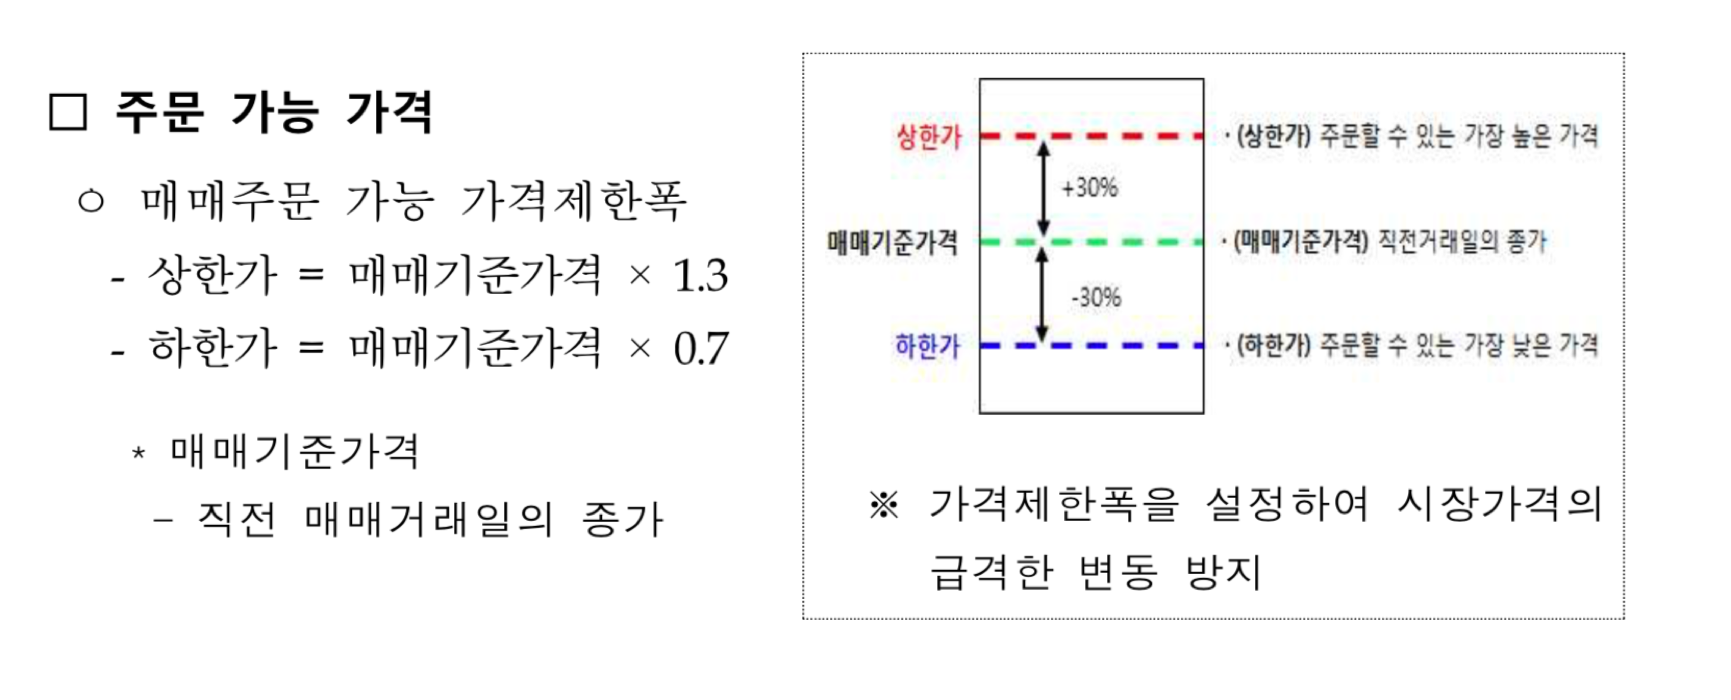 □ 주문 가능 가격
○ 매매주문 가능 가격제한폭
- 상한가 = 매매기준가격 × 1.3
- 하한가 = 매매기준가격 × 0.7
* 매매기준가격
– 직전 매매거래일의 종가
상한가
· (상한가) 주문할 수 있는 가장 높은 가격
+30%
매매기준가격
· (매매기준가격) 직전거래일의 종가
-30%
하한가
· (하한가) 주문할 수 있는 가장 낮은 가격
※ 가격제한폭을 설정하여 시장가격의
급격한 변동 방지